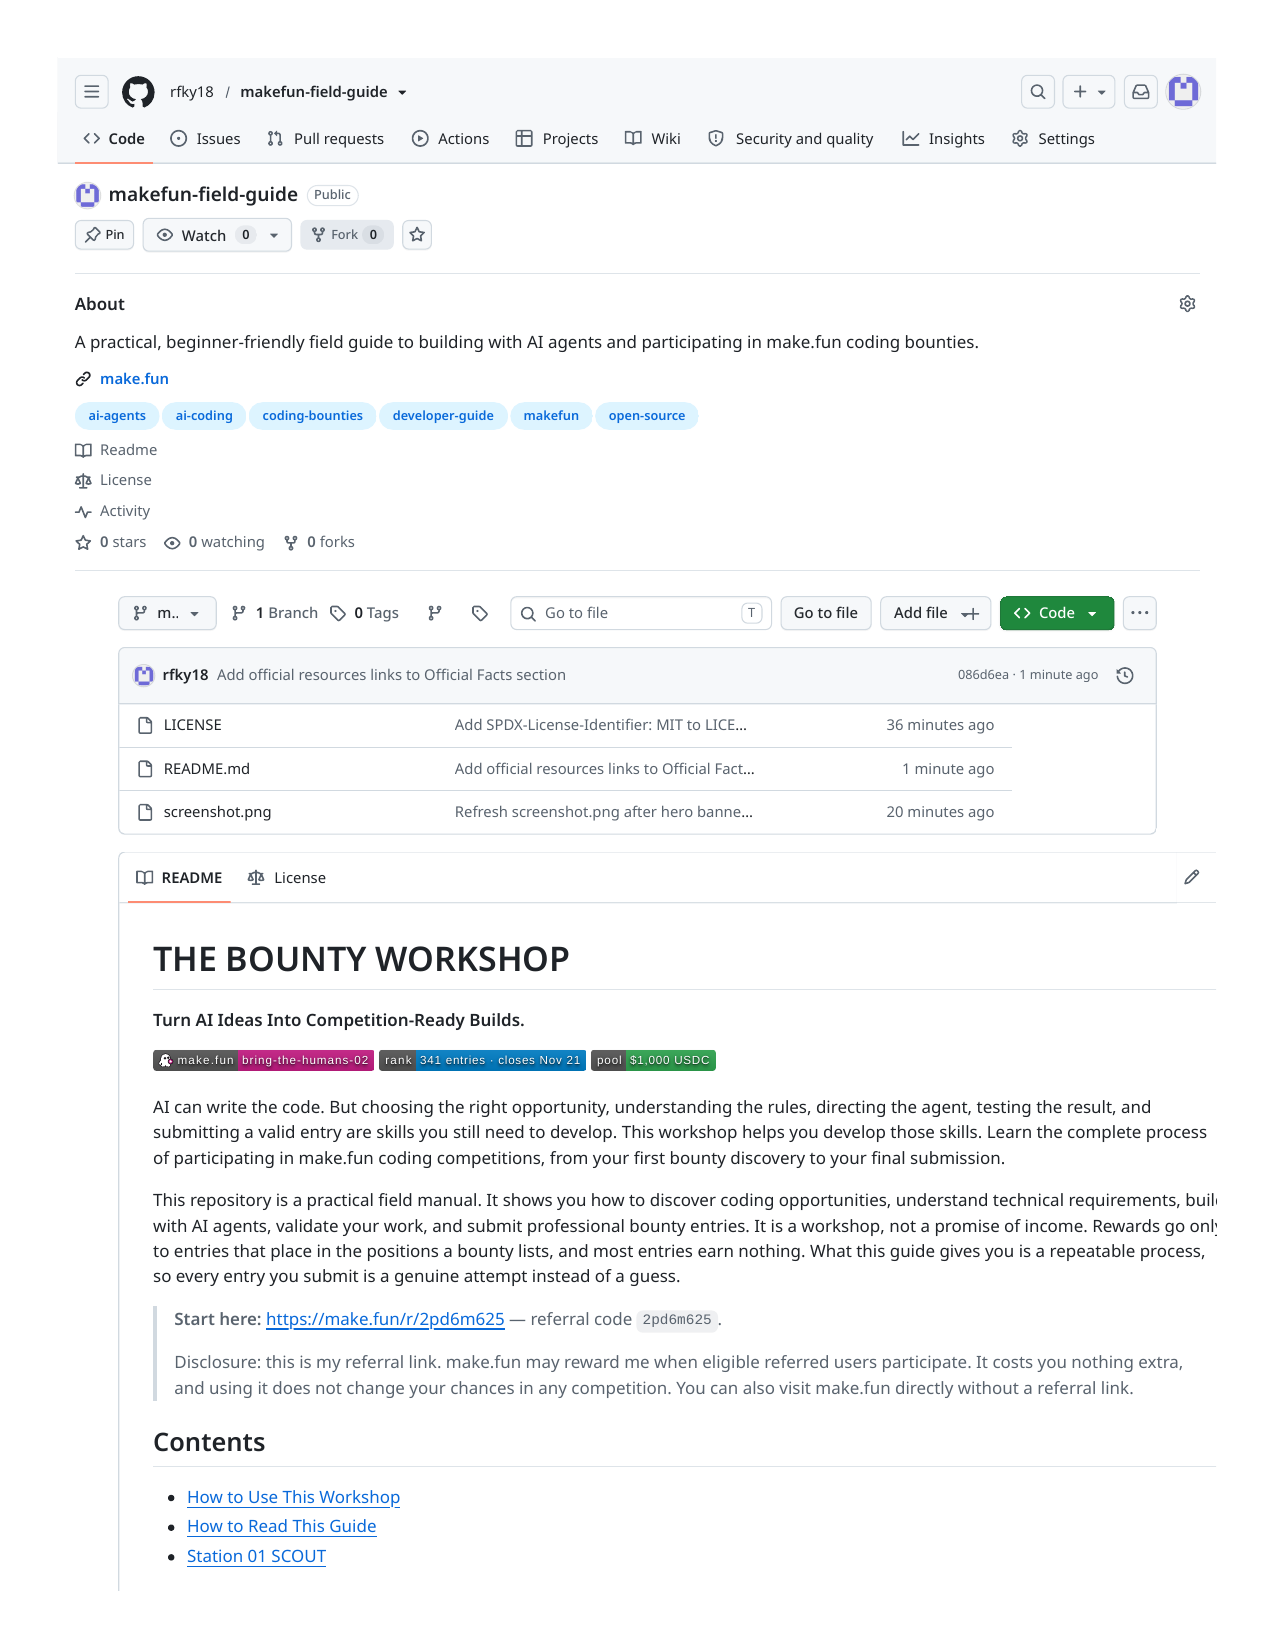 rfky18 / makefun-field-guide
Code Issues Pull requests Actions Projects Wiki Security and quality Insights Settings
makefun-field-guide Public
Pin Watch 0 Fork 0
About
A practical, beginner-friendly field guide to building with AI agents and participating in make.fun coding bounties.
make.fun
ai-agents ai-coding coding-bounties developer-guide makefun open-source
Readme
License
Activity
0 stars 0 watching 0 forks
m.. 1 Branch 0 Tags Go to file T Go to file Add file Code
rfky18 Add official resources links to Official Facts section 086d6ea · 1 minute ago
LICENSE Add SPDX-License-Identifier: MIT to LICE... 36 minutes ago
README.md Add official resources links to Official Fact... 1 minute ago
screenshot.png Refresh screenshot.png after hero banne... 20 minutes ago
README License
THE BOUNTY WORKSHOP
Turn AI Ideas Into Competition-Ready Builds.
make.fun bring-the-humans-02 rank 341 entries · closes Nov 21 pool $1,000 USDC
AI can write the code. But choosing the right opportunity, understanding the rules, directing the agent, testing the result, and
submitting a valid entry are skills you still need to develop. This workshop helps you develop those skills. Learn the complete process
of participating in make.fun coding competitions, from your first bounty discovery to your final submission.
This repository is a practical field manual. It shows you how to discover coding opportunities, understand technical requirements, build
with AI agents, validate your work, and submit professional bounty entries. It is a workshop, not a promise of income. Rewards go only
to entries that place in the positions a bounty lists, and most entries earn nothing. What this guide gives you is a repeatable process,
so every entry you submit is a genuine attempt instead of a guess.
Start here: https://make.fun/r/2pd6m625 — referral code 2pd6m625.
Disclosure: this is my referral link. make.fun may reward me when eligible referred users participate. It costs you nothing extra,
and using it does not change your chances in any competition. You can also visit make.fun directly without a referral link.
Contents
How to Use This Workshop
How to Read This Guide
Station 01 SCOUT